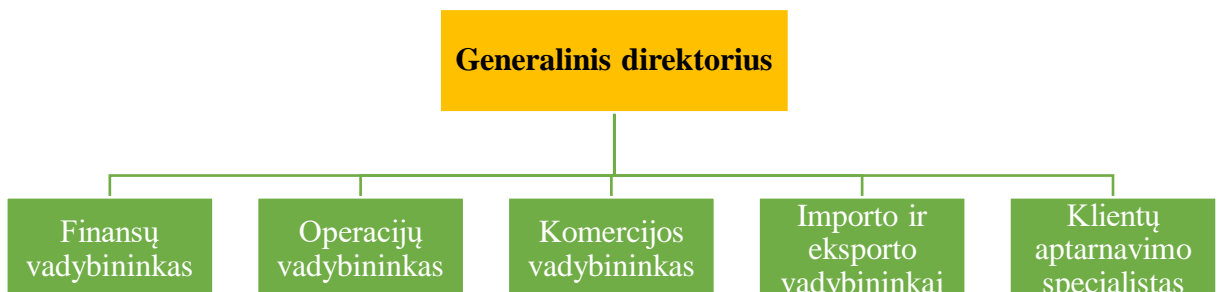 Generalinis direktorius
Finansų
vadybininkas
Operacijų
vadybininkas
Komercijos
vadybininkas
Importo ir
eksporto
vadybininkai
Klientų
aptarnavimo
specialistas